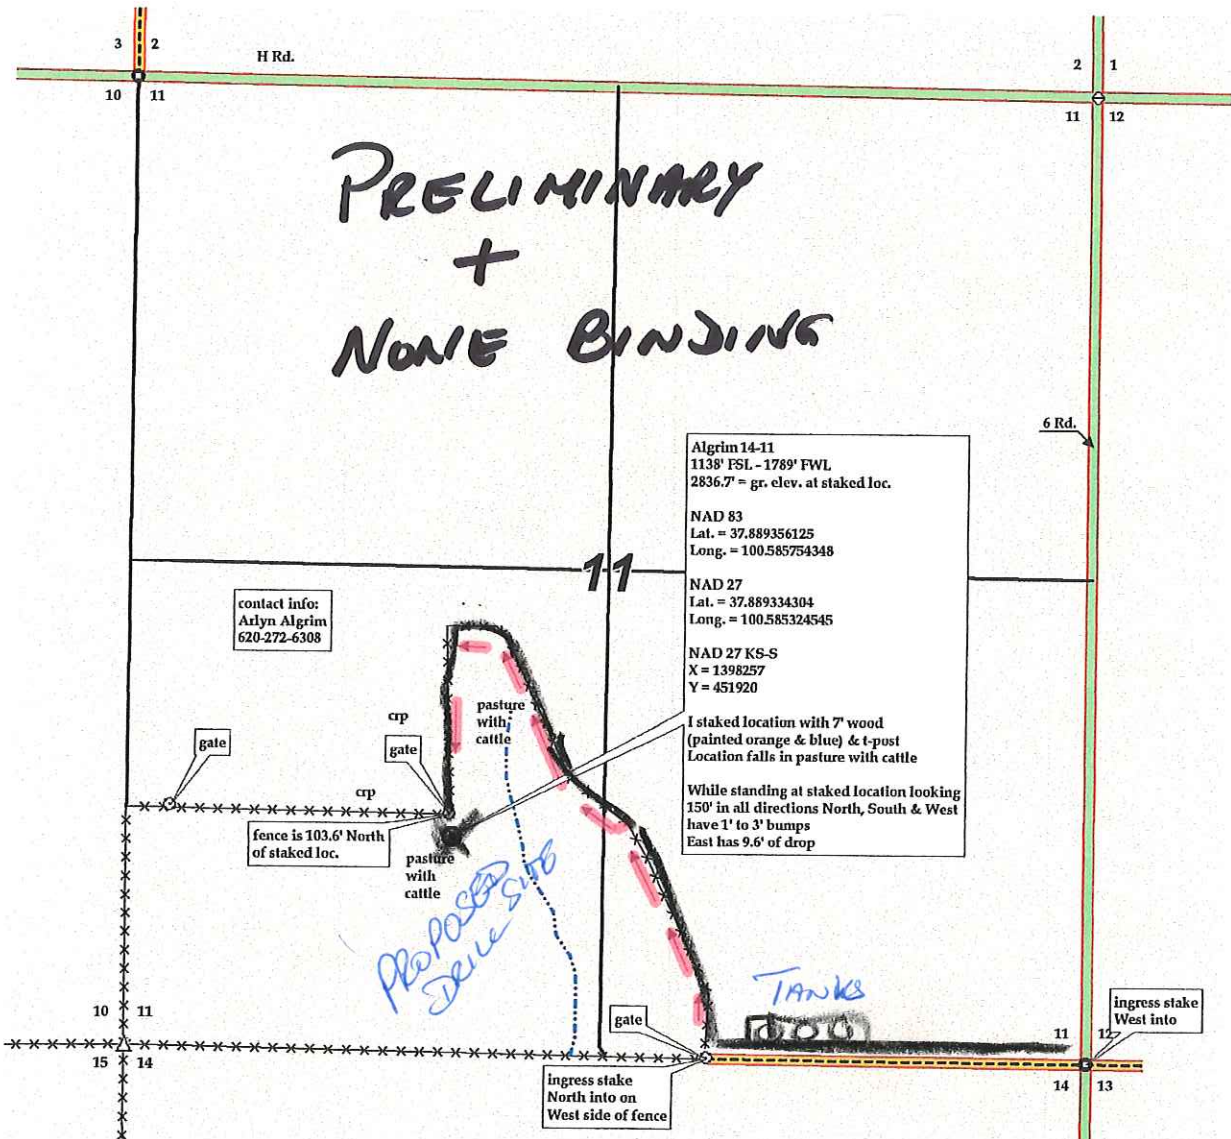 3 2
H Rd.
2 1
10 11
11 12
PRELIMINARY
+
NONE BINDING
6 Rd.
Algrim 14-11
1138' FSL - 1789' FWL
2836.7' = gr. elev. at staked loc.
NAD 83
Lat. = 37.889356125
Long. = 100.585754348
NAD 27
Lat. = 37.889334304
Long. = 100.585324545
NAD 27 KS-S
X = 1398257
Y = 451920
I staked location with 7' wood
(painted orange & blue) & t-post
Location falls in pasture with cattle
While standing at staked location looking
150' in all directions North, South & West
have 1' to 3' bumps
East has 9.6' of drop
11
contact info:
Arlyn Algrim
620-272-6308
pasture
with
cattle
crp
gate
gate
crp
fence is 103.6' North
of staked loc.
pasture
with
cattle
PROPOSED
DRILL SITE
TANKS
10 11
15 14
gate
ingress stake
North into on
West side of fence
11 12
14 13
ingress stake
West into